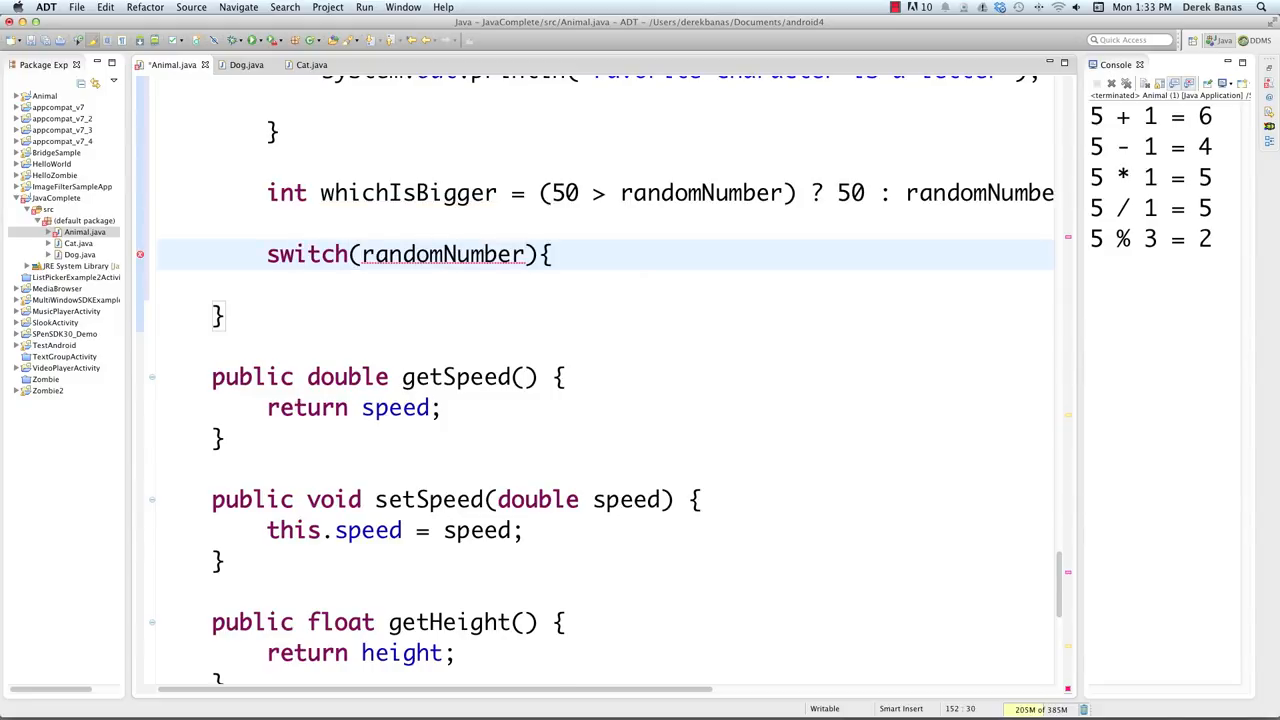 ADT File Edit Refactor Source Navigate Search Project Run Window Help 10 Mon 1:33 PM Derek Banas
Java – JavaComplete/src/Animal.java – ADT – /Users/derekbanas/Documents/android4
Quick Access Java DDMS
Package Exp
*Animal.java Dog.java Cat.java
Console
<terminated> Animal (1) [Java Application] /S
Animal
appcompat_v7
appcompat_v7_2
appcompat_v7_3
appcompat_v7_4
BridgeSample
HelloWorld
HelloZombie
ImageFilterSampleApp
JavaComplete
src
(default package)
Animal.java
Cat.java
Dog.java
JRE System Library [Ja
ListPickerExample2Activi
MediaBrowser
MultiWindowSDKExample
MusicPlayerActivity
SlookActivity
SPenSDK30_Demo
TestAndroid
TextGroupActivity
VideoPlayerActivity
Zombie
Zombie2
}
int whichIsBigger = (50 > randomNumber) ? 50 : randomNumbe
switch(randomNumber){
}
public double getSpeed() {
return speed;
}
public void setSpeed(double speed) {
this.speed = speed;
}
public float getHeight() {
return height;
}
5 + 1 = 6
5 - 1 = 4
5 * 1 = 5
5 / 1 = 5
5 % 3 = 2
Writable Smart Insert 152 : 30 205M of 385M